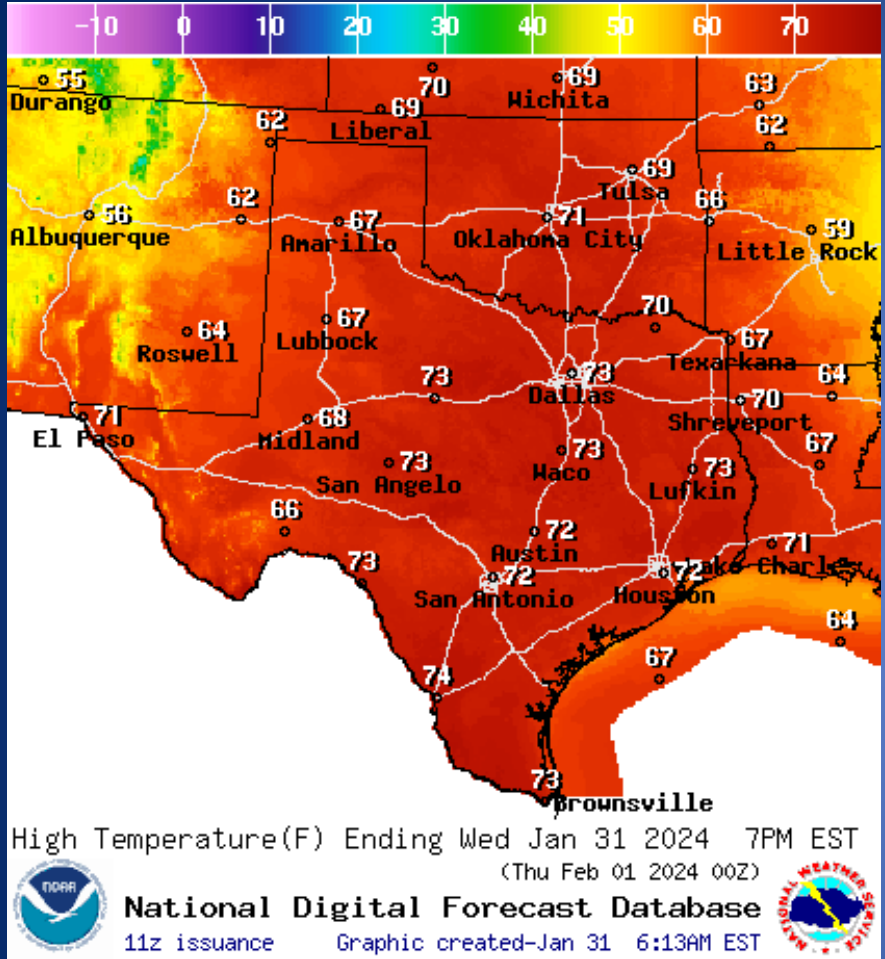 -10 0 10 20 30 40 50 60 70
55
Durango
70
69
Liberal
69
Wichita
63
62
62
69
Tulsa
56
Albuquerque
62
67
Amarillo
71
Oklahoma City
66
59
Little Rock
64
Roswell
67
Lubbock
70
67
Texarkana
73
73
Dallas
64
70
Shreveport
71
El Paso
68
Midland
73
San Angelo
73
Waco
73
Lufkin
67
66
72
Austin
71
Lake Charles
73
72
San Antonio
72
Houston
64
67
74
73
Brownsville
High Temperature(F) Ending Wed Jan 31 2024 7PM EST
(Thu Feb 01 2024 00Z)
NOAA
National Digital Forecast Database
11z issuance Graphic created-Jan 31 6:13AM EST
NATIONAL WEATHER SERVICE